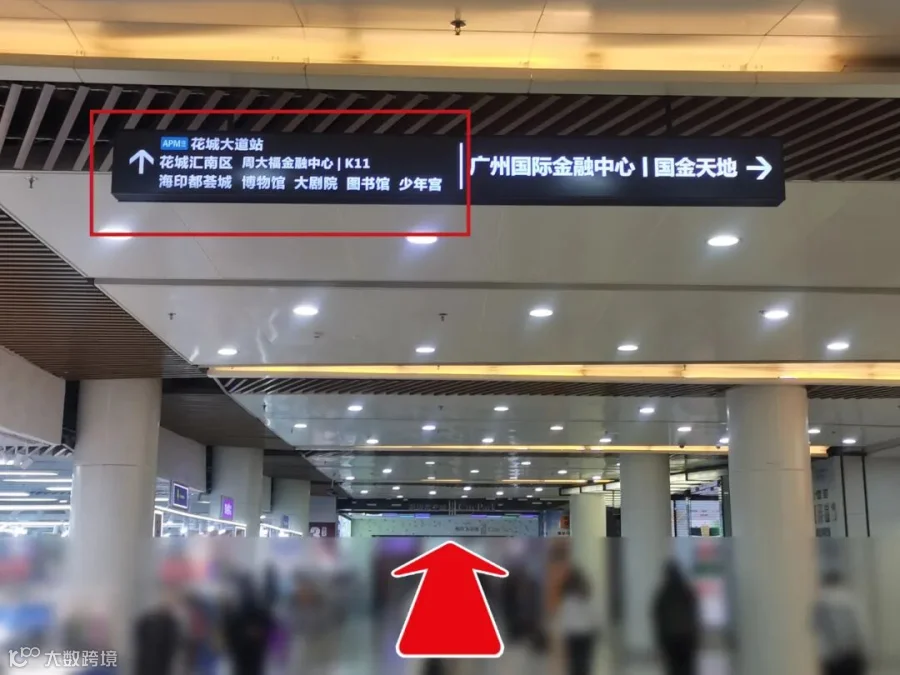 APM线 花城大道站
花城汇南区 周大福金融中心 | K11
海印都荟城 博物馆 大剧院 图书馆 少年宫
广州国际金融中心 | 国金天地
大数跨境